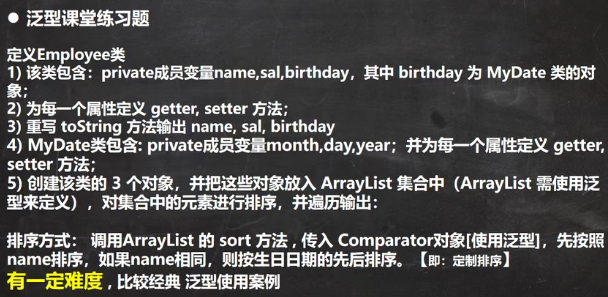 ● 泛型课堂练习题
定义Employee类
1) 该类包含：private成员变量name,sal,birthday，其中 birthday 为 MyDate 类的对
象；
2) 为每一个属性定义 getter, setter 方法；
3) 重写 toString 方法输出 name, sal, birthday
4) MyDate类包含: private成员变量month,day,year；并为每一个属性定义 getter,
setter 方法；
5) 创建该类的 3 个对象，并把这些对象放入 ArrayList 集合中（ArrayList 需使用泛
型来定义），对集合中的元素进行排序，并遍历输出：
排序方式： 调用ArrayList 的 sort 方法 , 传入 Comparator对象[使用泛型]，先按照
name排序，如果name相同，则按生日日期的先后排序。【即：定制排序】
有一定难度 , 比较经典 泛型使用案例